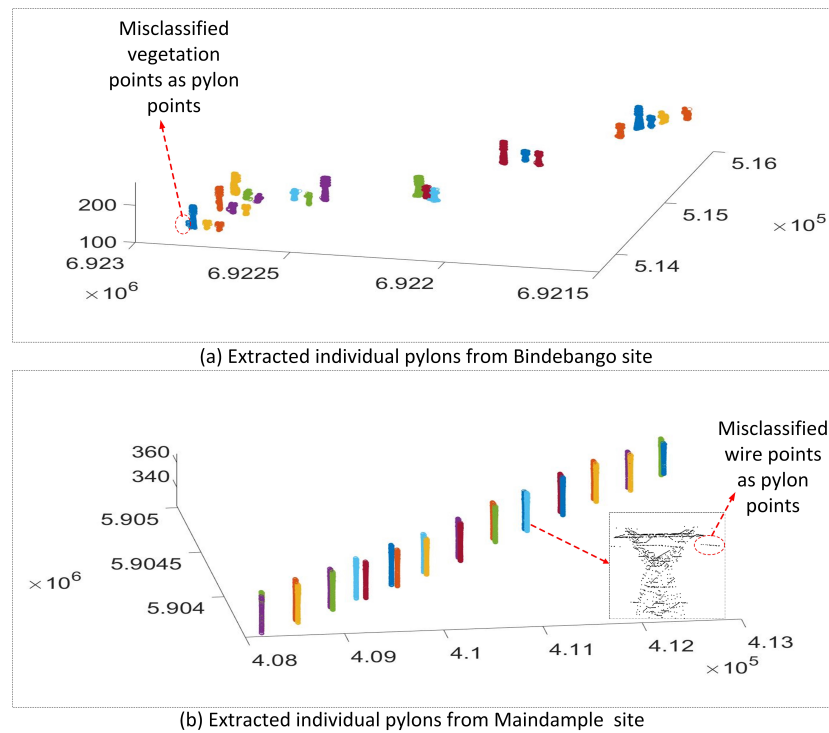 Misclassified
vegetation
points as pylon
points
200
100
6.923
6.9225
6.922
6.9215
× 10^6
5.16
5.15
5.14
× 10^5
(a) Extracted individual pylons from Bindebango site
Misclassified
wire points
as pylon
points
360
340
5.905
5.9045
5.904
× 10^6
4.08
4.09
4.1
4.11
4.12
4.13
× 10^5
(b) Extracted individual pylons from Maindample site